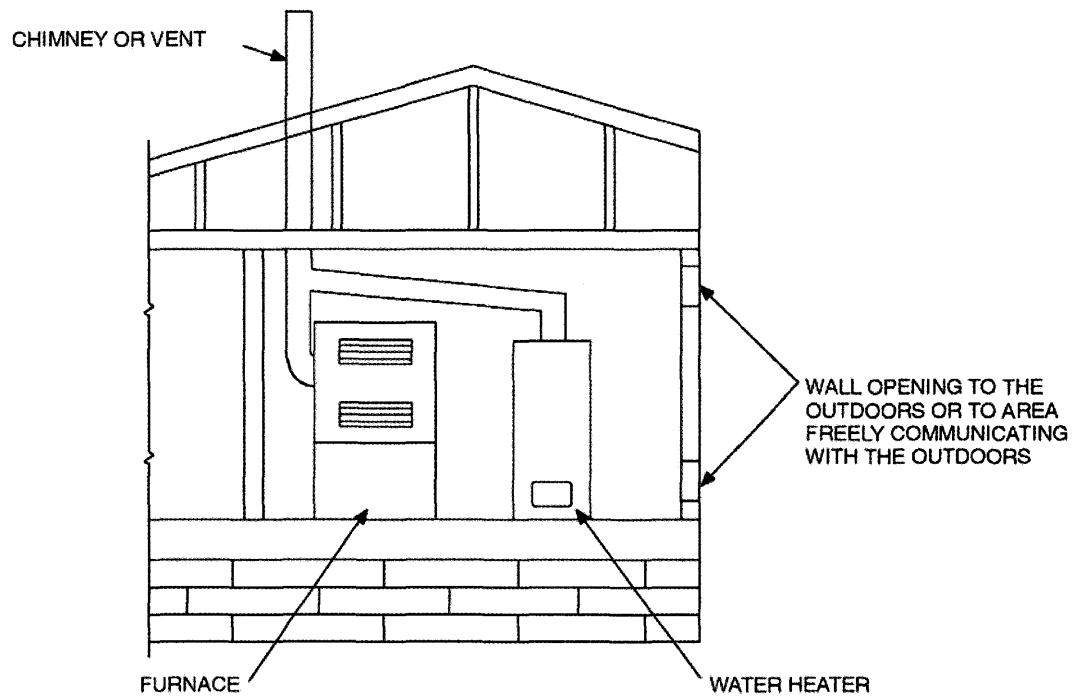 CHIMNEY OR VENT
WALL OPENING TO THE
OUTDOORS OR TO AREA
FREELY COMMUNICATING
WITH THE OUTDOORS
FURNACE
WATER HEATER